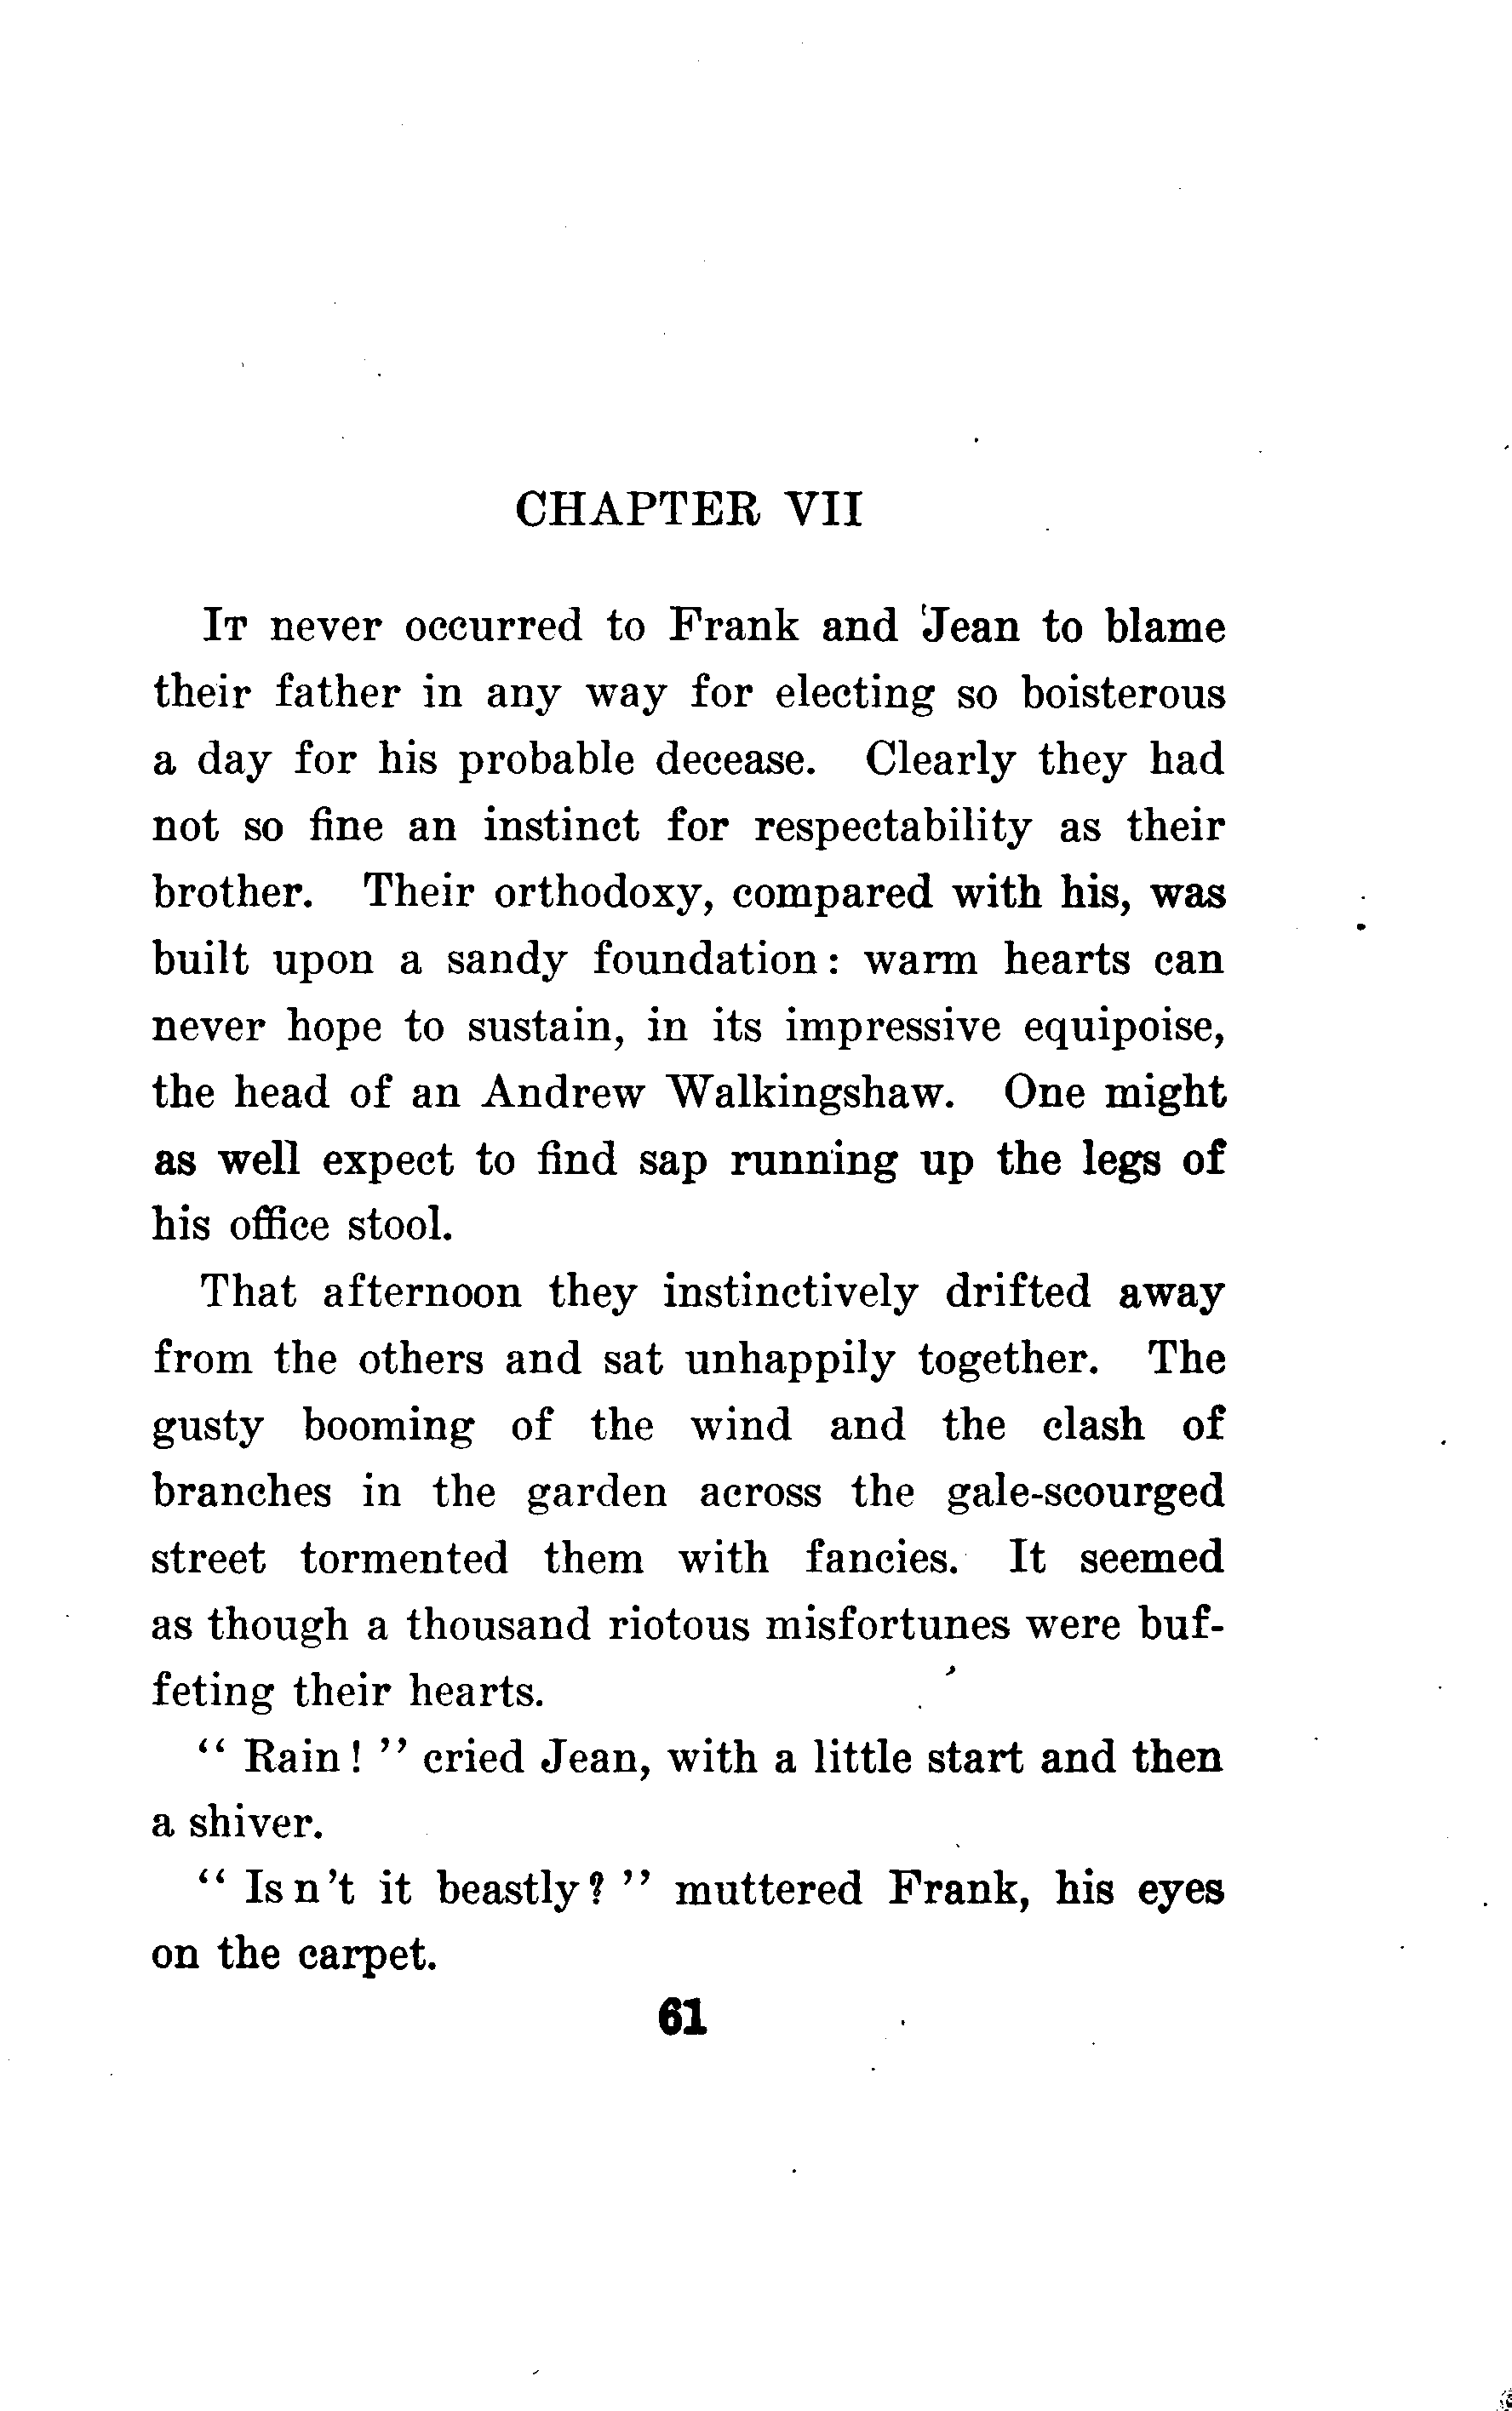 CHAPTER VII
IT never occurred to Frank and Jean to blame
their father in any way for electing so boisterous
a day for his probable decease. Clearly they had
not so fine an instinct for respectability as their
brother. Their orthodoxy, compared with his, was
built upon a sandy foundation: warm hearts can
never hope to sustain, in its impressive equipoise,
the head of an Andrew Walkingshaw. One might
as well expect to find sap running up the legs of
his office stool.
That afternoon they instinctively drifted away
from the others and sat unhappily together. The
gusty booming of the wind and the clash of
branches in the garden across the gale-scourged
street tormented them with fancies. It seemed
as though a thousand riotous misfortunes were buf-
feting their hearts.
“ Rain! ” cried Jean, with a little start and then
a shiver.
“ Is n't it beastly? ” muttered Frank, his eyes
on the carpet.
61